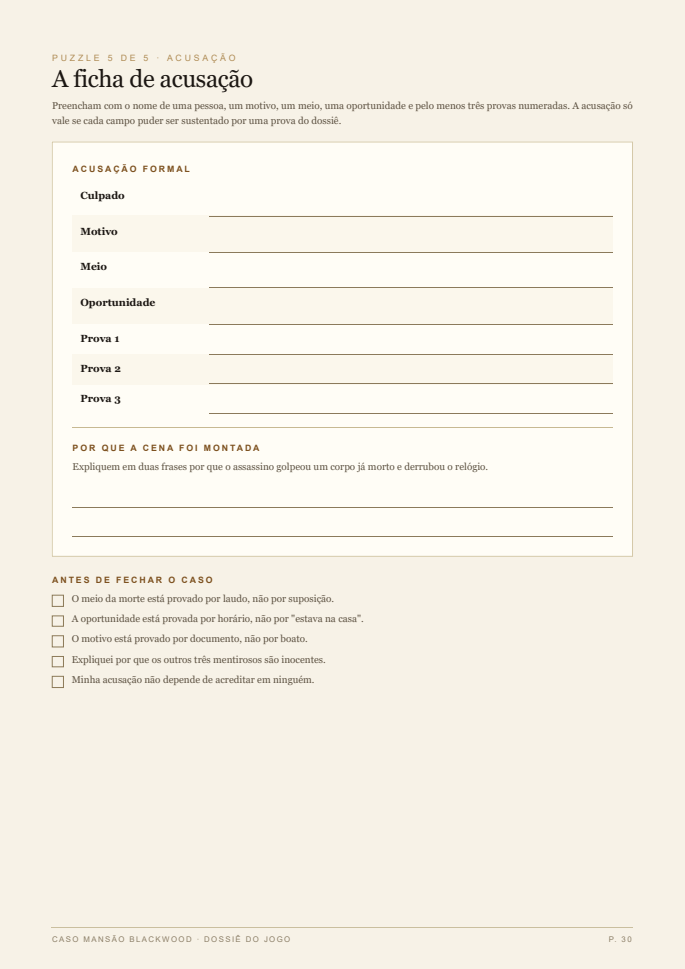 PUZZLE 5 DE 5 · ACUSAÇÃO
A ficha de acusação
Preencham com o nome de uma pessoa, um motivo, um meio, uma oportunidade e pelo menos três provas numeradas. A acusação só
vale se cada campo puder ser sustentado por uma prova do dossiê.
ACUSAÇÃO FORMAL
Culpado
Motivo
Meio
Oportunidade
Prova 1
Prova 2
Prova 3
POR QUE A CENA FOI MONTADA
Expliquem em duas frases por que o assassino golpeou um corpo já morto e derrubou o relógio.
ANTES DE FECHAR O CASO
O meio da morte está provado por laudo, não por suposição.
A oportunidade está provada por horário, não por "estava na casa".
O motivo está provado por documento, não por boato.
Expliquei por que os outros três mentirosos são inocentes.
Minha acusação não depende de acreditar em ninguém.
CASO MANSÃO BLACKWOOD · DOSSIÊ DO JOGO
P. 30